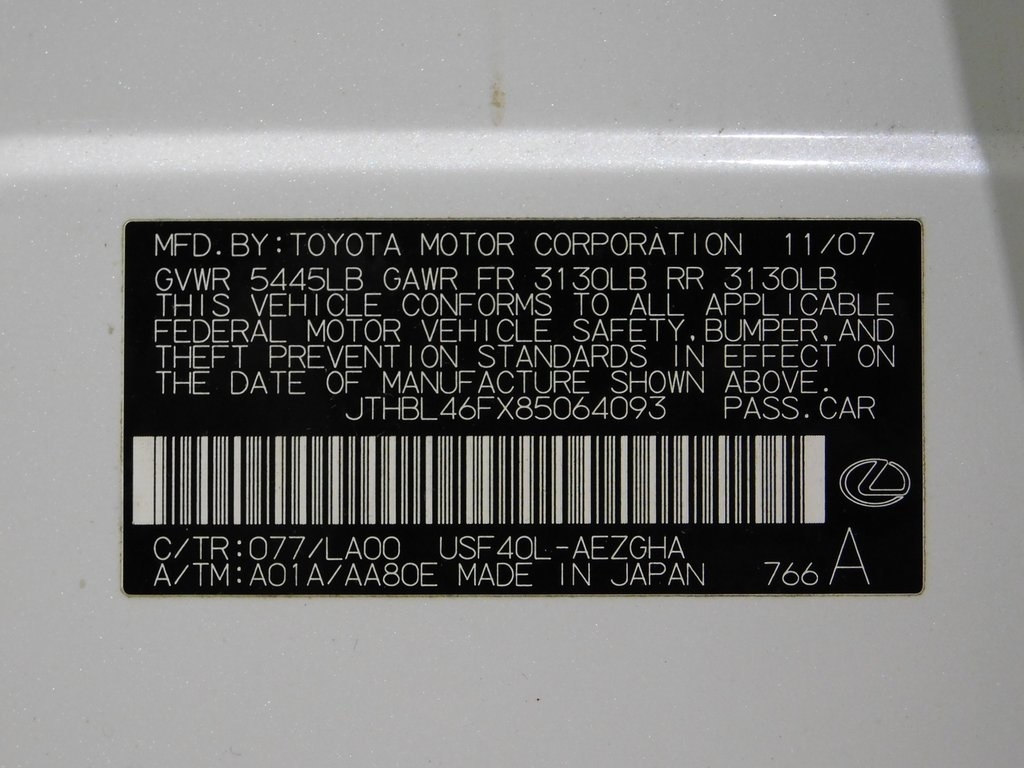 MFD.BY:TOYOTA MOTOR CORPORATION 11/07
GVWR 5445LB GAWR FR 3130LB RR 3130LB
THIS VEHICLE CONFORMS TO ALL APPLICABLE
FEDERAL MOTOR VEHICLE SAFETY,BUMPER,AND
THEFT PREVENTION STANDARDS IN EFFECT ON
THE DATE OF MANUFACTURE SHOWN ABOVE.
JTHBL46FX85064093 PASS.CAR
C/TR:077/LA00 USF40L-AEZGHA
A/TM:A01A/AA80E MADE IN JAPAN 766 A